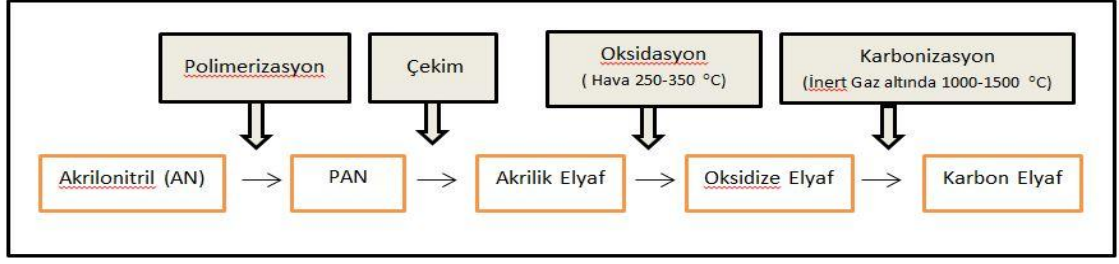 Polimerizasyon
Çekim
Oksidasyon
( Hava 250-350 °C)
Karbonizasyon
(İnert Gaz altında 1000-1500 °C)
Akrilonitril (AN)
PAN
Akrilik Elyaf
Oksidize Elyaf
Karbon Elyaf